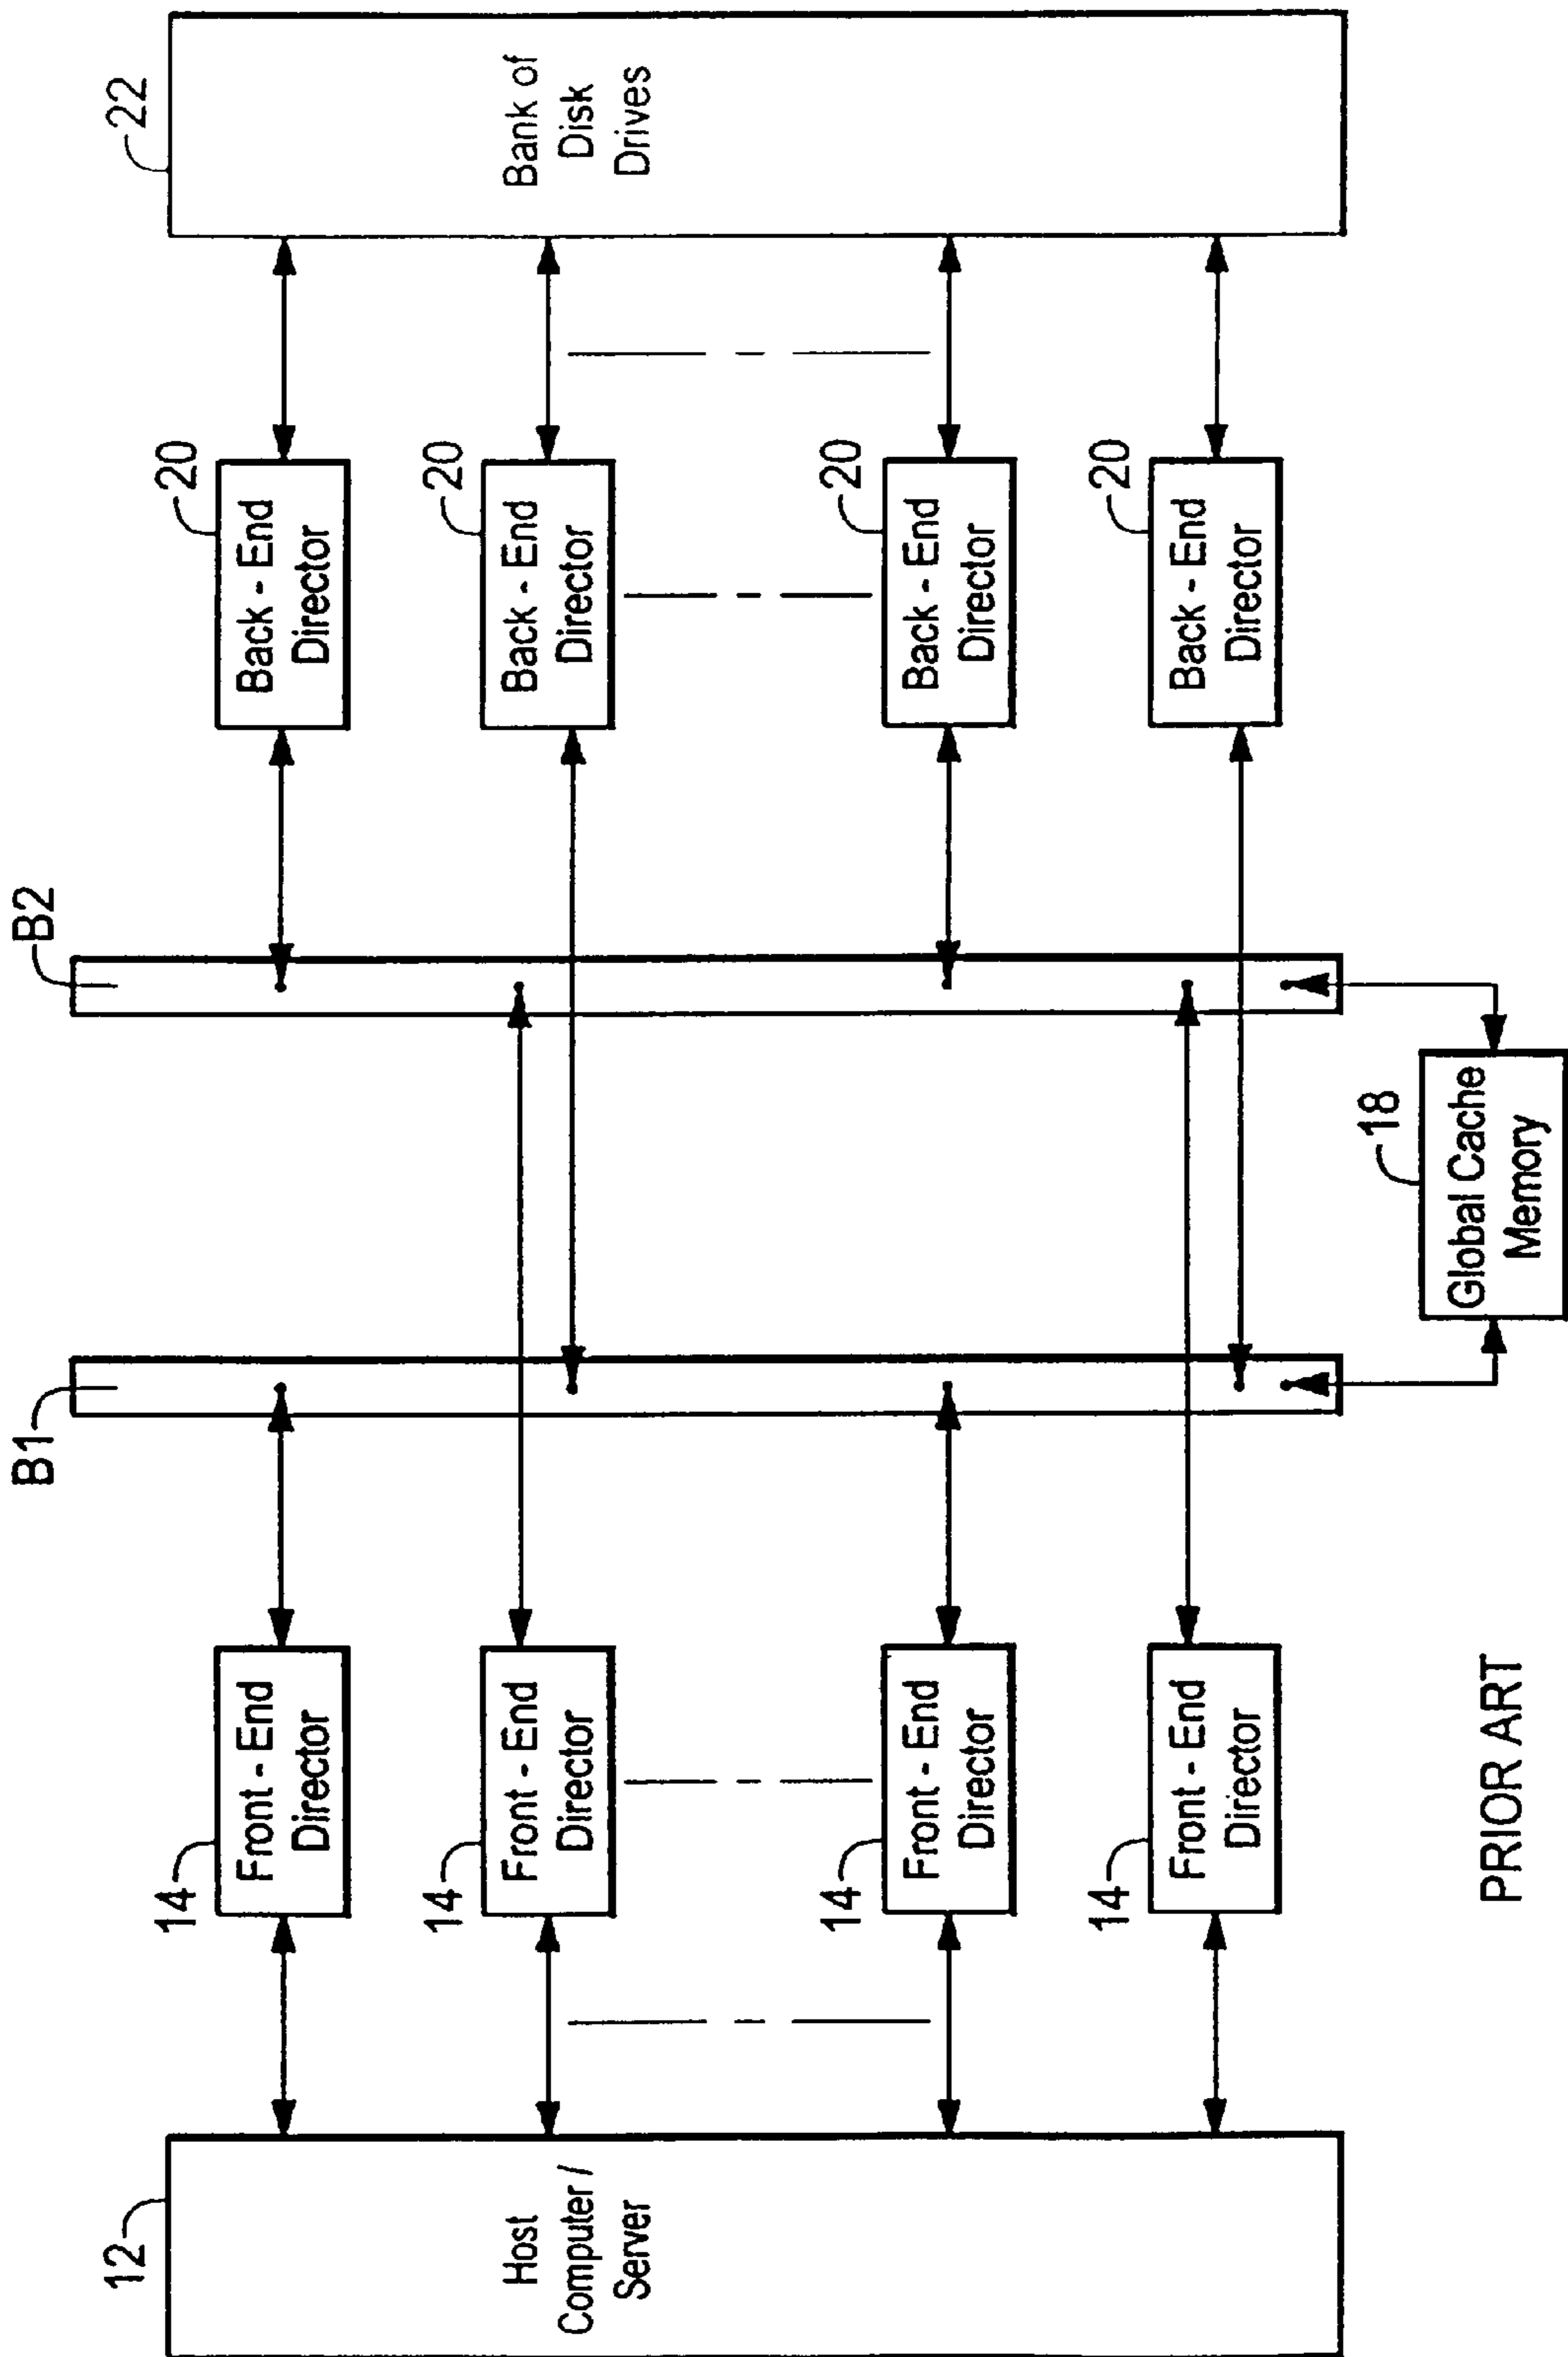 12
Host
Computer /
Server
14
Front - End
Director
14
Front - End
Director
14
Front - End
Director
14
Front - End
Director
B1
B2
18
Global Cache
Memory
20
Back - End
Director
20
Back - End
Director
20
Back - End
Director
20
Back - End
Director
22
Bank of
Disk
Drives
PRIOR ART